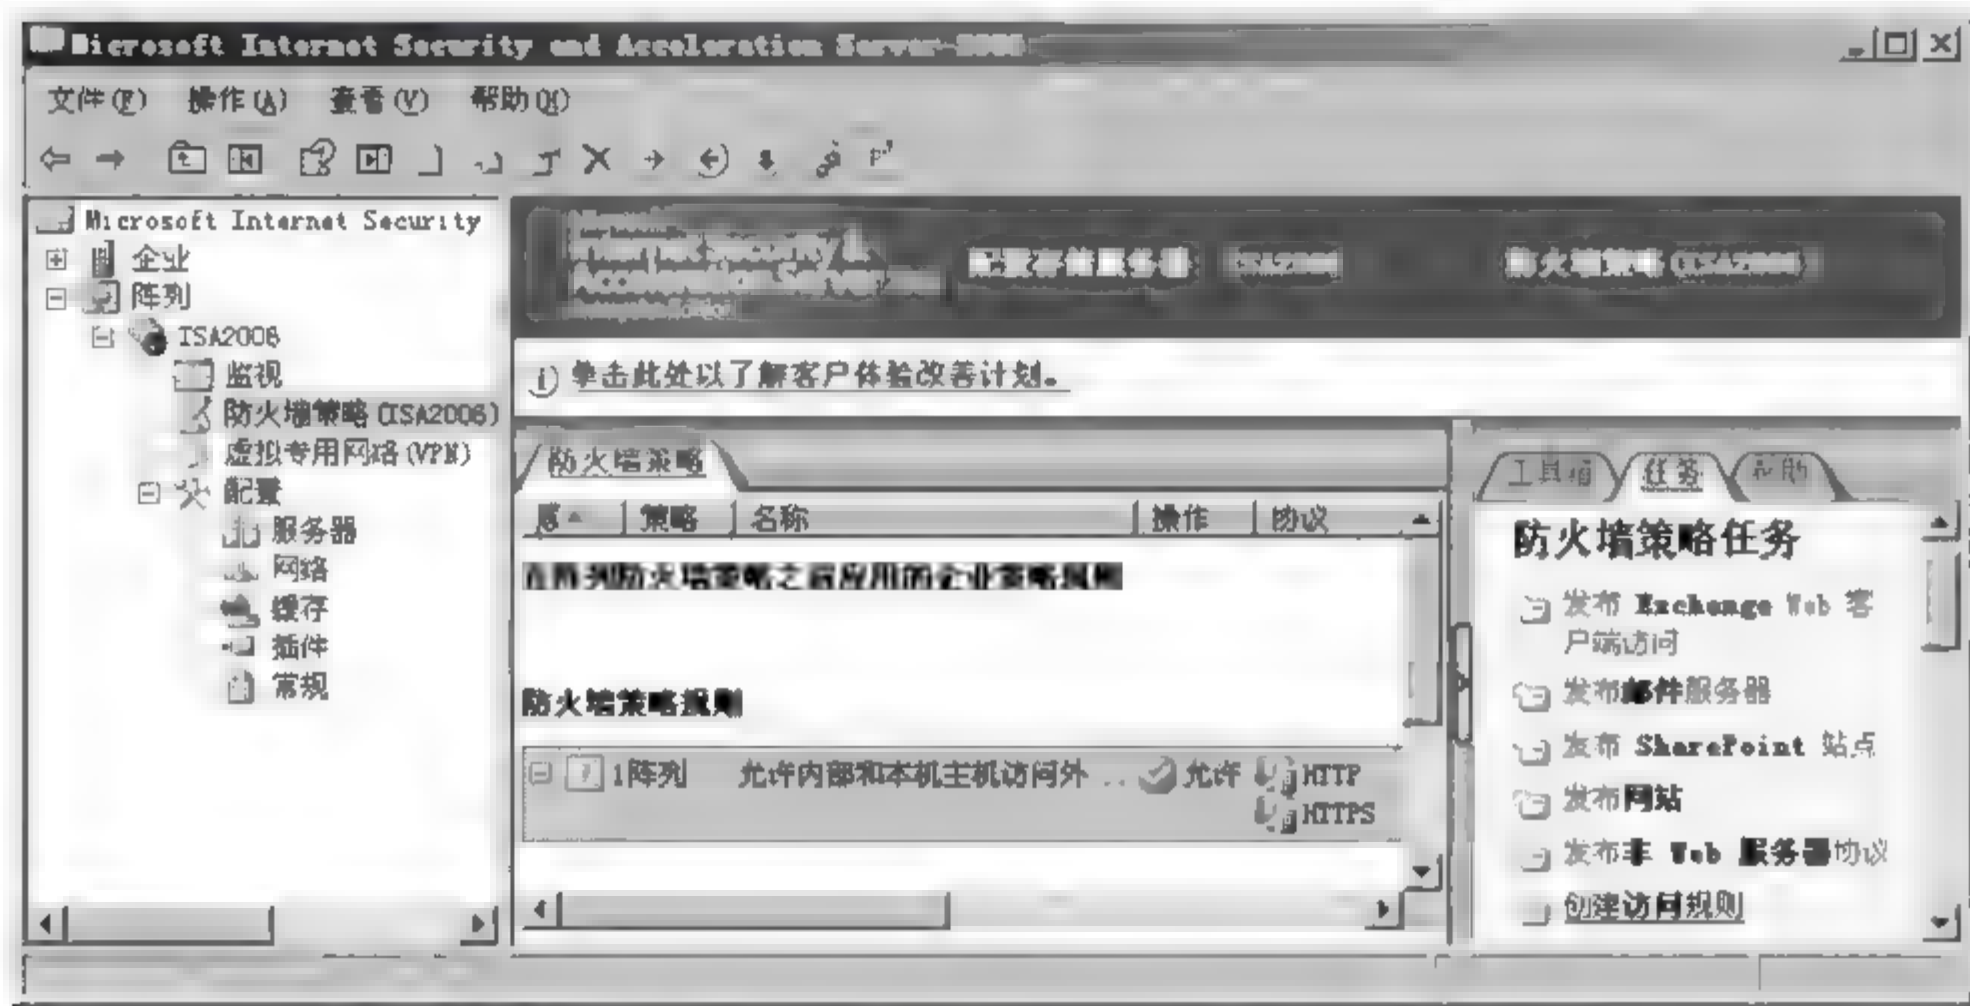 Microsoft Internet Security and Acceleration Server
文件(F) 操作(A) 查看(V) 帮助(H)
Microsoft Internet Security
企业
阵列
ISA2006
监视
防火墙策略(ISA2006)
虚拟专用网络(VPN)
配置
服务器
网络
缓存
插件
常规
配置存储服务器 ISA2006
防火墙策略(ISA2006)
单击此处以了解客户体验改善计划。
防火墙策略
策略 名称 操作 协议
在阵列防火墙策略之前应用的企业策略规则
防火墙策略规则
1 阵列 允许内部和本机主机访问外... 允许 HTTP
HTTPS
工具箱 任务 帮助
防火墙策略任务
发布 Exchange Web 客
户端访问
发布邮件服务器
发布 SharePoint 站点
发布网站
发布非 Web 服务器协议
创建访问规则